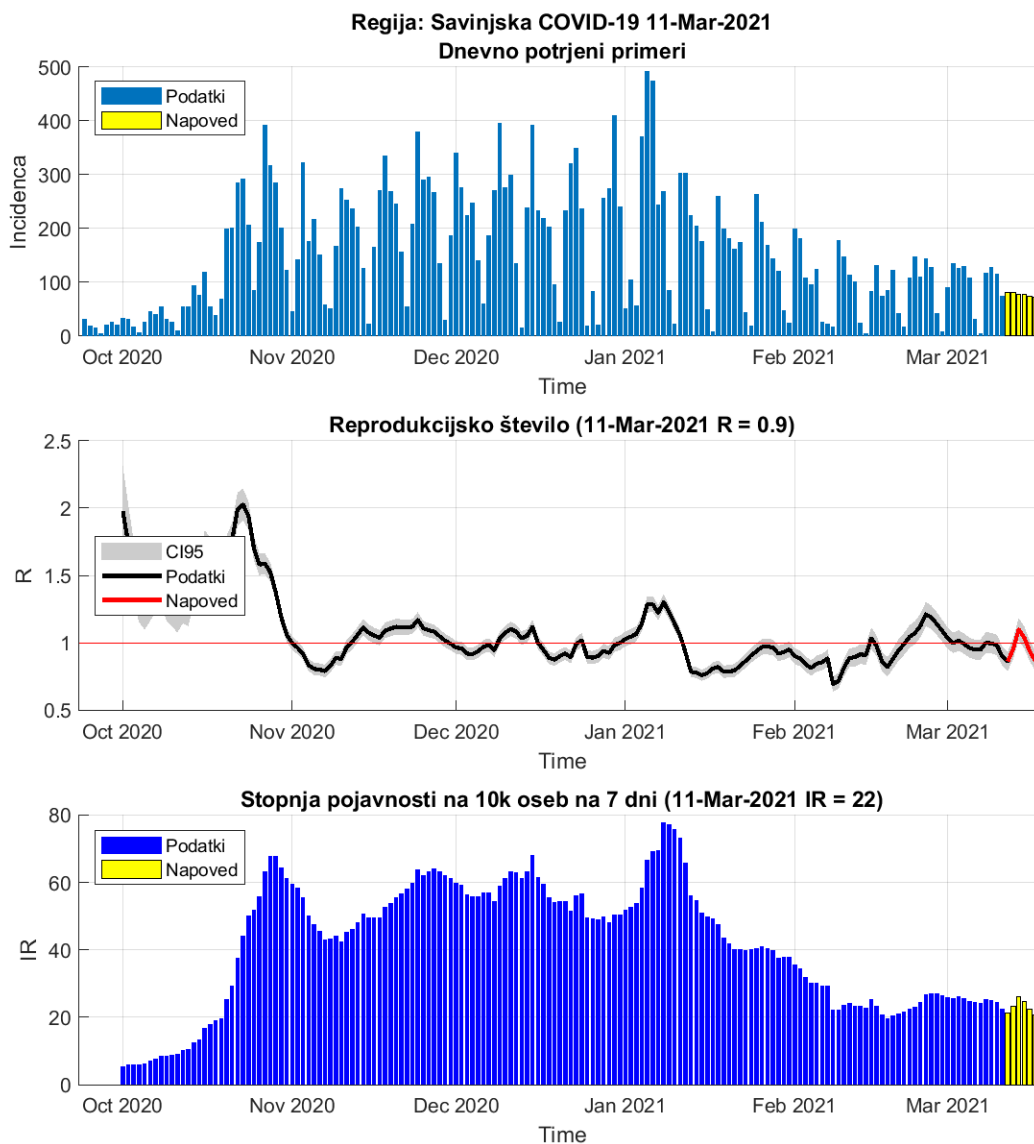 Regija: Savinjska COVID-19 11-Mar-2021
Dnevno potrjeni primeri
500
400
300
200
100
0
Incidenca
Podatki
Napoved
Oct 2020 Nov 2020 Dec 2020 Jan 2021 Feb 2021 Mar 2021
Time
Reprodukcijsko število (11-Mar-2021 R = 0.9)
2.5
2
1.5
1
0.5
R
CI95
Podatki
Napoved
Oct 2020 Nov 2020 Dec 2020 Jan 2021 Feb 2021 Mar 2021
Time
Stopnja pojavnosti na 10k oseb na 7 dni (11-Mar-2021 IR = 22)
80
60
40
20
0
IR
Podatki
Napoved
Oct 2020 Nov 2020 Dec 2020 Jan 2021 Feb 2021 Mar 2021
Time